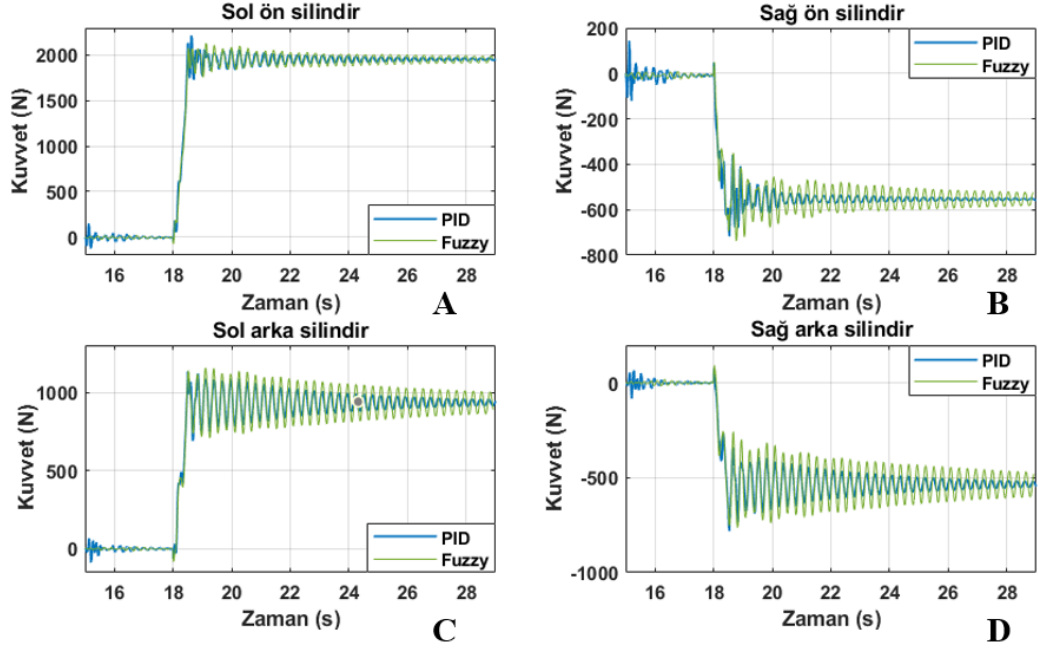 Sol ön silindir
Kuvvet (N)
2000
1500
1000
500
0
PID
Fuzzy
16 18 20 22 24 26 28
Zaman (s)
A
Sağ ön silindir
Kuvvet (N)
200
0
-200
-400
-600
-800
PID
Fuzzy
16 18 20 22 24 26 28
Zaman (s)
B
Sol arka silindir
Kuvvet (N)
1000
500
0
PID
Fuzzy
16 18 20 22 24 26 28
Zaman (s)
C
Sağ arka silindir
Kuvvet (N)
0
-500
-1000
PID
Fuzzy
16 18 20 22 24 26 28
Zaman (s)
D